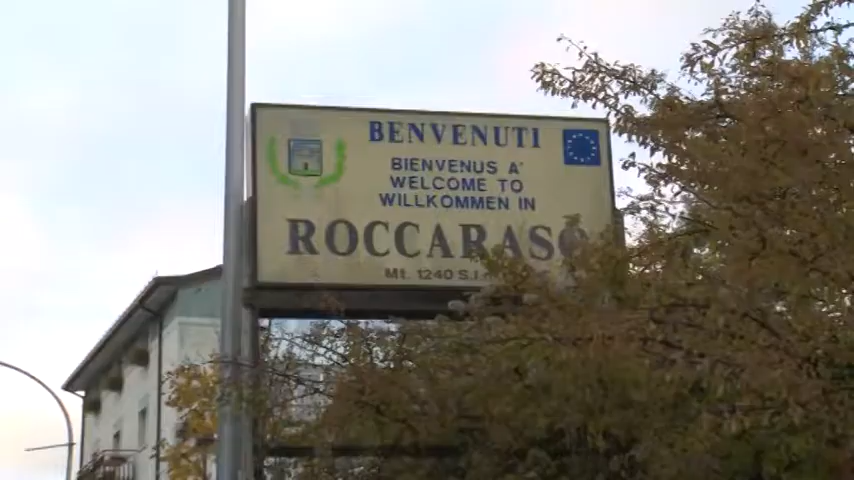 BENVENUTI
BIENVENUS A'
WELCOME TO
WILLKOMMEN IN
ROCCARASO
Mt. 1240 S.l.